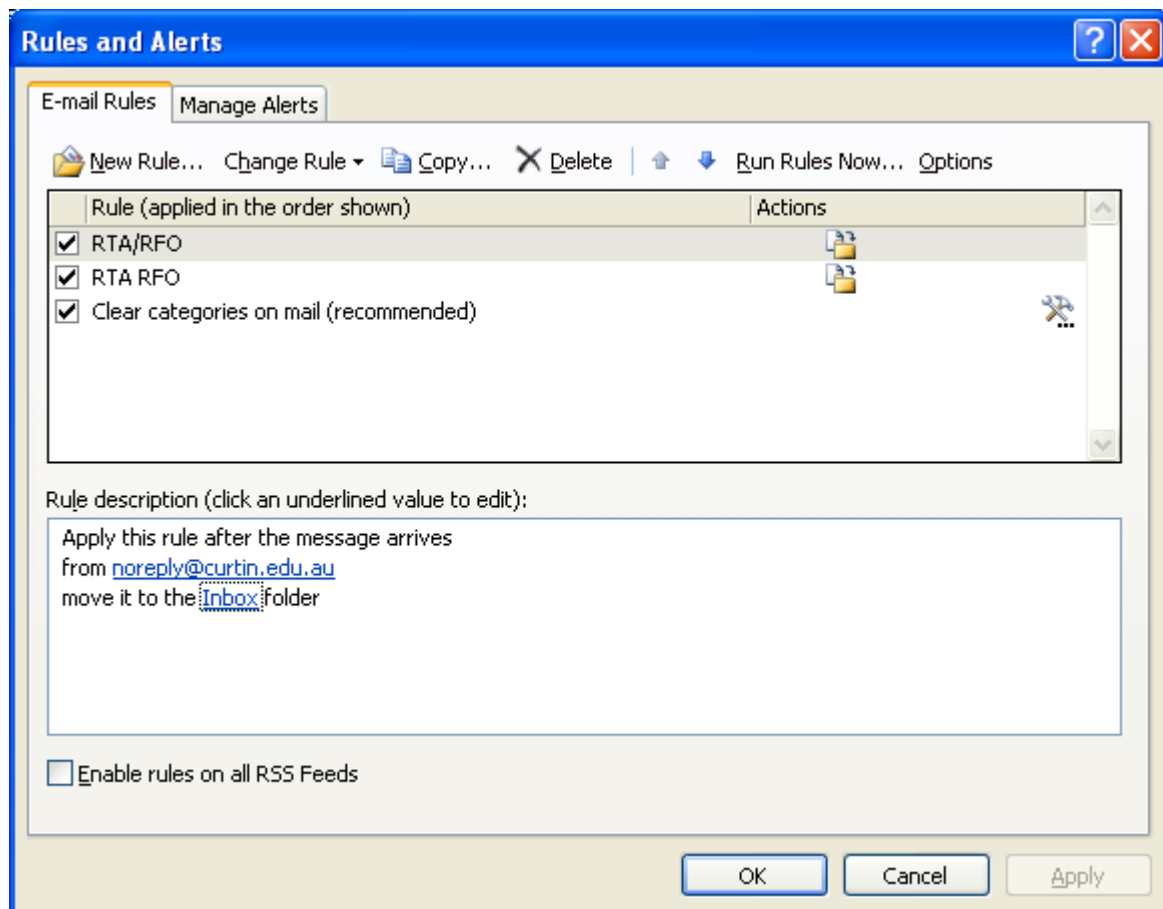 Rules and Alerts
E-mail Rules Manage Alerts
New Rule... Change Rule Copy... Delete Run Rules Now... Options
Rule (applied in the order shown) Actions
RTA/RFO
RTA RFO
Clear categories on mail (recommended)
Rule description (click an underlined value to edit):
Apply this rule after the message arrives
from noreply@curtin.edu.au
move it to the Inbox folder
Enable rules on all RSS Feeds
OK Cancel Apply